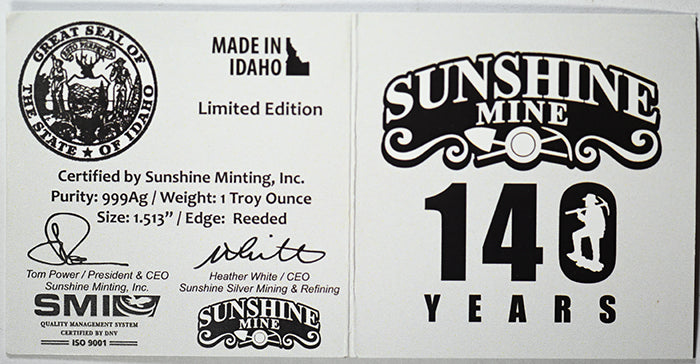 GREAT SEAL OF
THE STATE OF IDAHO
MADE IN
IDAHO
Limited Edition
Certified by Sunshine Minting, Inc.
Purity: 999Ag / Weight: 1 Troy Ounce
Size: 1.513” / Edge: Reeded
Tom Power / President & CEO
Sunshine Minting, Inc.
Heather White / CEO
Sunshine Silver Mining & Refining
SMI
QUALITY MANAGEMENT SYSTEM
CERTIFIED BY DNV
ISO 9001
SUNSHINE
MINE
SUNSHINE
MINE
140
YEARS